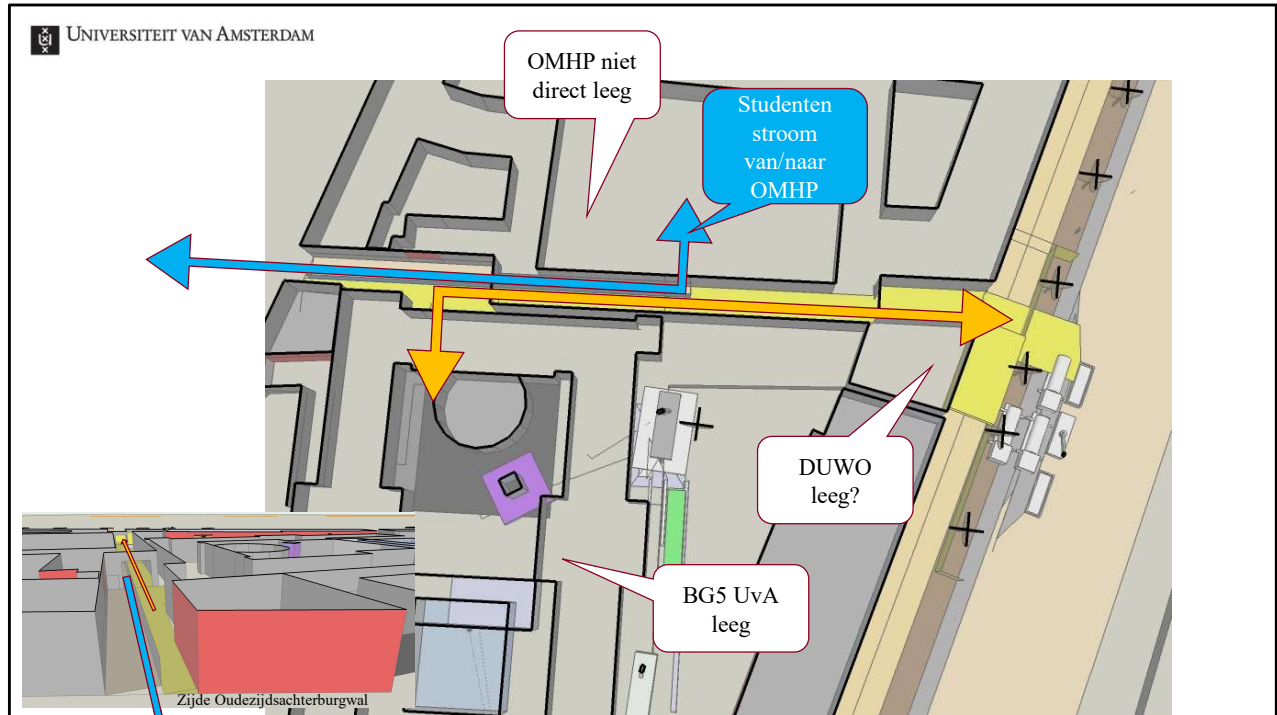 UNIVERSITEIT VAN AMSTERDAM
OMHP niet
direct leeg
Studenten
stroom
van/naar
OMHP
DUWO
leeg?
BG5 UvA
leeg
Zijde Oudezijdsachterburgwal